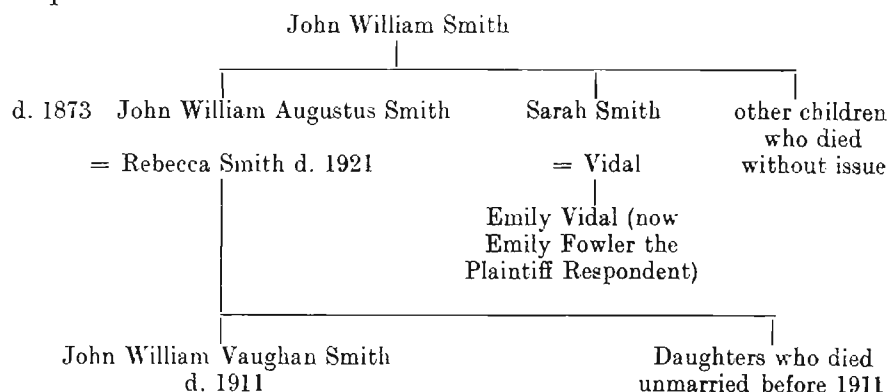 John William Smith
d. 1873 John William Augustus Smith Sarah Smith other children
who died
= Rebecca Smith d. 1921 = Vidal without issue
Emily Vidal (now
Emily Fowler the
Plaintiff Respondent)
John William Vaughan Smith Daughters who died
d. 1911 unmarried before 1911